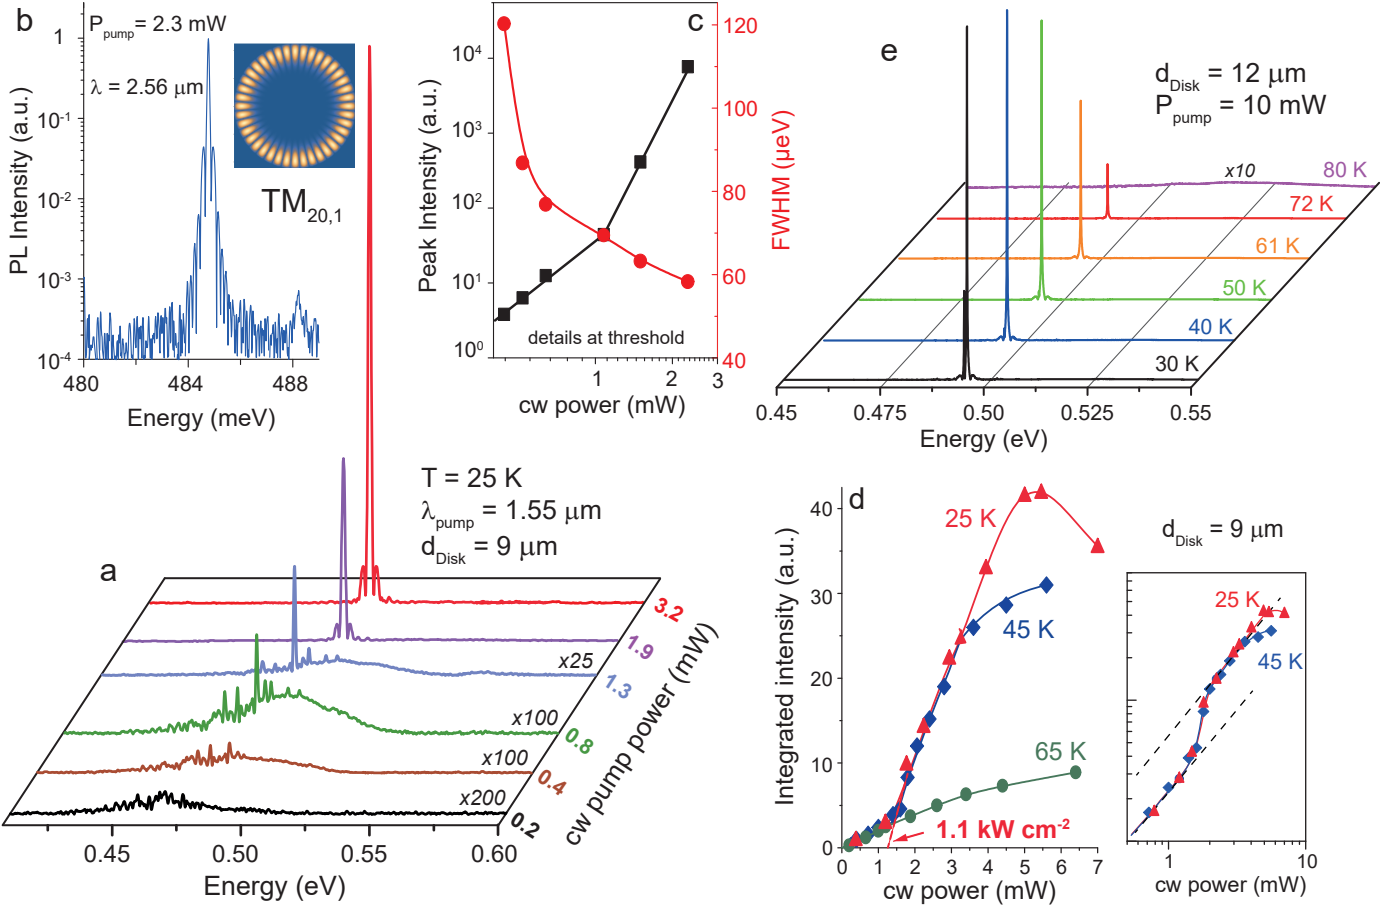 b
P_pump = 2.3 mW
λ = 2.56 μm
TM_20,1
PL Intensity (a.u.)
1
10^-1
10^-2
10^-3
10^-4
480
484
488
Energy (meV)
c
Peak Intensity (a.u.)
10^4
10^3
10^2
10^1
10^0
details at threshold
1
2
3
cw power (mW)
120
100
80
60
40
FWHM (μeV)
e
d_Disk = 12 μm
P_pump = 10 mW
x10
80 K
72 K
61 K
50 K
40 K
30 K
0.45
0.475
0.50
0.525
0.55
Energy (eV)
a
T = 25 K
λ_pump = 1.55 μm
d_Disk = 9 μm
3.2
1.9
x25
1.3
x100
0.8
x100
0.4
x200
0.2
cw pump power (mW)
0.45
0.50
0.55
0.60
Energy (eV)
d
Integrated intensity (a.u.)
40
30
20
10
0
25 K
45 K
65 K
1.1 kW cm^-2
0
1
2
3
4
5
6
7
cw power (mW)
d_Disk = 9 μm
25 K
45 K
1
10
cw power (mW)